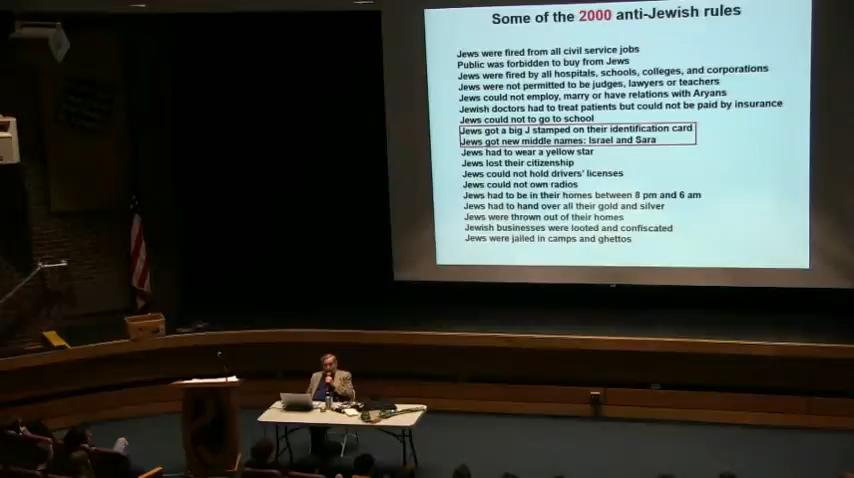 Some of the 2000 anti-Jewish rules
Jews were fired from all civil service jobs
Public was forbidden to buy from Jews
Jews were fired by all hospitals, schools, colleges, and corporations
Jews were not permitted to be judges, lawyers or teachers
Jews could not employ, marry or have relations with Aryans
Jewish doctors had to treat patients but could not be paid by insurance
Jews could not to go to school
Jews got a big J stamped on their identification card
Jews got new middle names: Israel and Sara
Jews had to wear a yellow star
Jews lost their citizenship
Jews could not hold drivers' licenses
Jews could not own radios
Jews had to be in their homes between 8 pm and 6 am
Jews had to hand over all their gold and silver
Jews were thrown out of their homes
Jewish businesses were looted and confiscated
Jews were jailed in camps and ghettos